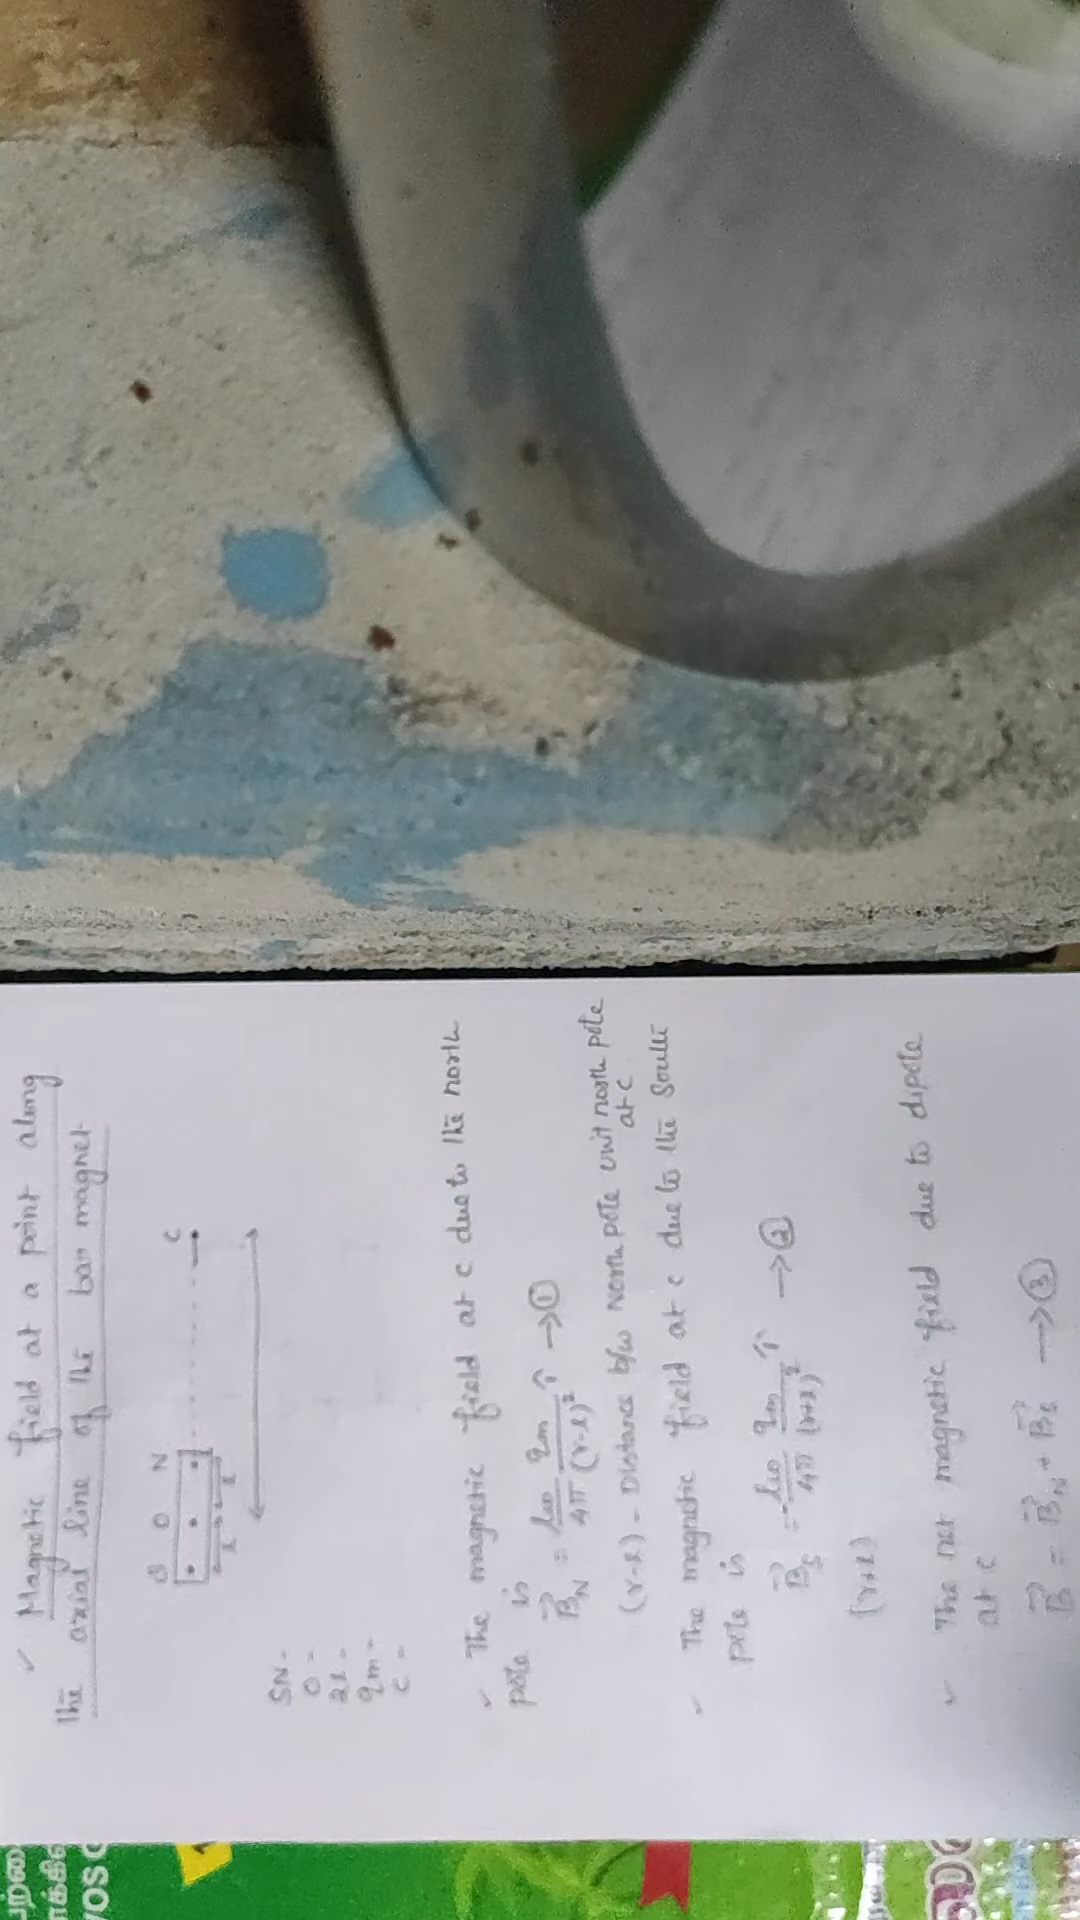 ✓ Magnetic field at a point along
the axial line of the bar magnet
S O N C
l l
SN -
O -
2l -
qm -
C -
✓ The magnetic field at c due to the north
pole is
B⃗N = μ₀/4π qm/(r-l)² î → ①
(r-l) - Distance b/w North pole unit north pole
at c
✓ The magnetic field at c due to the South
pole is
B⃗S = -μ₀/4π qm/(r+l)² î → ②
(r+l)
✓ The net magnetic field due to dipole
at c
B⃗ = B⃗N + B⃗S → ③